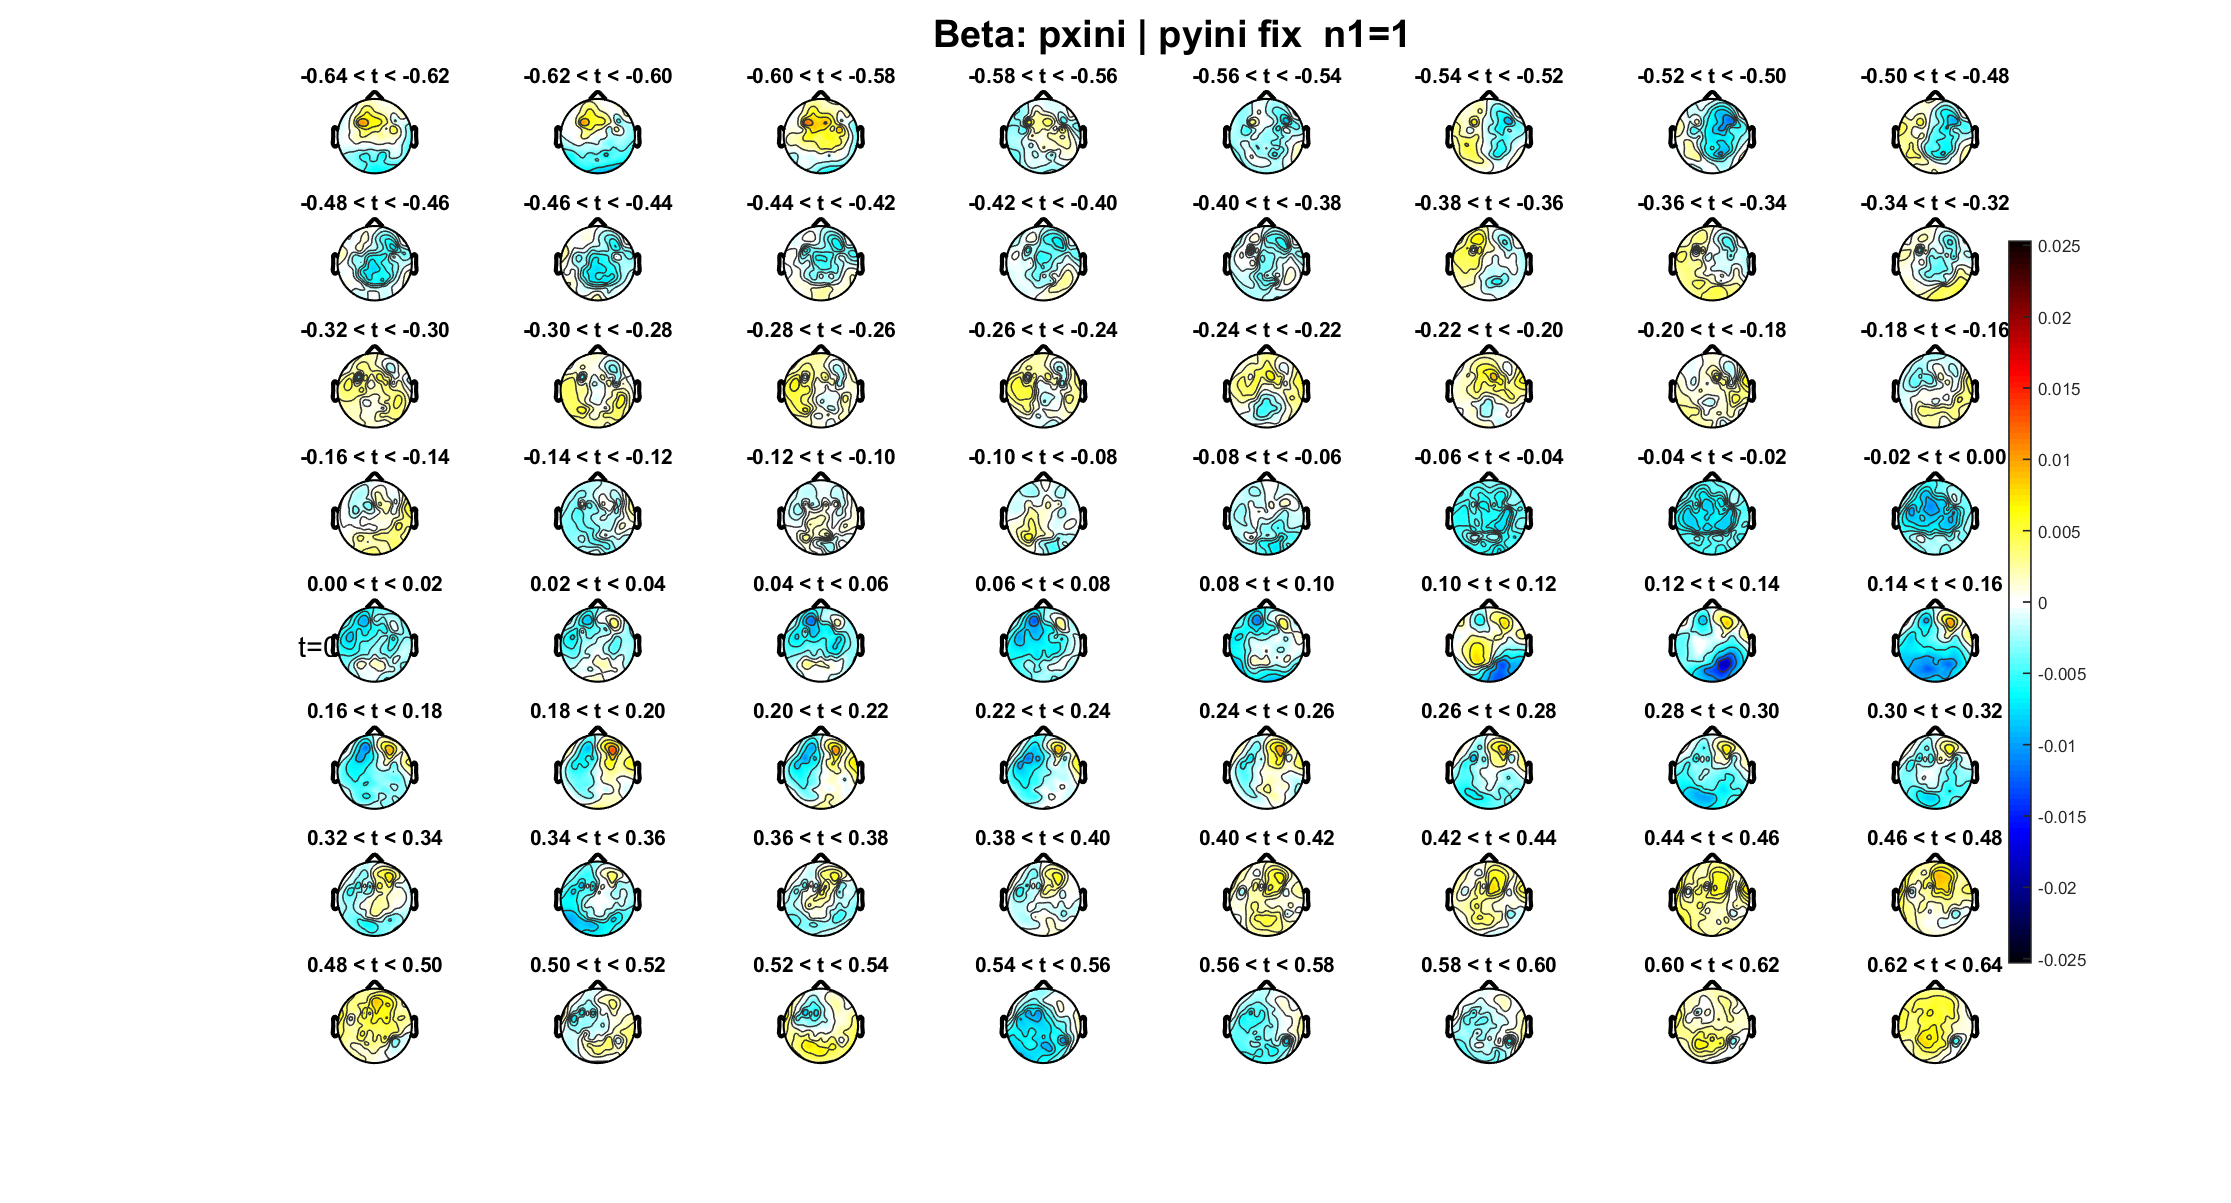 Beta: pxini | pyini fix  n1=1
-0.64 < t < -0.62
-0.62 < t < -0.60
-0.60 < t < -0.58
-0.58 < t < -0.56
-0.56 < t < -0.54
-0.54 < t < -0.52
-0.52 < t < -0.50
-0.50 < t < -0.48
-0.48 < t < -0.46
-0.46 < t < -0.44
-0.44 < t < -0.42
-0.42 < t < -0.40
-0.40 < t < -0.38
-0.38 < t < -0.36
-0.36 < t < -0.34
-0.34 < t < -0.32
-0.32 < t < -0.30
-0.30 < t < -0.28
-0.28 < t < -0.26
-0.26 < t < -0.24
-0.24 < t < -0.22
-0.22 < t < -0.20
-0.20 < t < -0.18
-0.18 < t < -0.16
-0.16 < t < -0.14
-0.14 < t < -0.12
-0.12 < t < -0.10
-0.10 < t < -0.08
-0.08 < t < -0.06
-0.06 < t < -0.04
-0.04 < t < -0.02
-0.02 < t < 0.00
0.00 < t < 0.02
0.02 < t < 0.04
0.04 < t < 0.06
0.06 < t < 0.08
0.08 < t < 0.10
0.10 < t < 0.12
0.12 < t < 0.14
0.14 < t < 0.16
t=0
0.16 < t < 0.18
0.18 < t < 0.20
0.20 < t < 0.22
0.22 < t < 0.24
0.24 < t < 0.26
0.26 < t < 0.28
0.28 < t < 0.30
0.30 < t < 0.32
0.32 < t < 0.34
0.34 < t < 0.36
0.36 < t < 0.38
0.38 < t < 0.40
0.40 < t < 0.42
0.42 < t < 0.44
0.44 < t < 0.46
0.46 < t < 0.48
0.48 < t < 0.50
0.50 < t < 0.52
0.52 < t < 0.54
0.54 < t < 0.56
0.56 < t < 0.58
0.58 < t < 0.60
0.60 < t < 0.62
0.62 < t < 0.64
0.025
0.02
0.015
0.01
0.005
0
-0.005
-0.01
-0.015
-0.02
-0.025